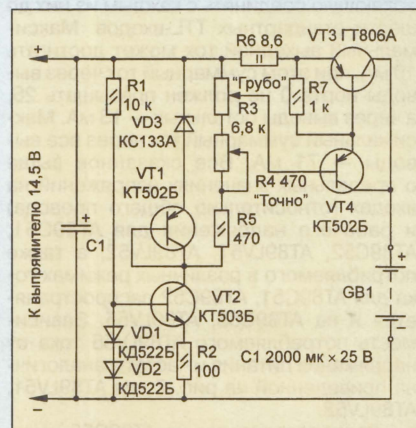 К выпрямителю 14,5 В
+
−
C1
+
R1
10 к
VD3
КС133А
VT1
КТ502Б
VT2
КТ503Б
VD1
КД522Б
VD2
КД522Б
R2
100
R6 8,6
"Грубо"
R3
6,8 к
R4 470
"Точно"
R5
470
VT3 ГТ806А
R7
1 к
VT4
КТ502Б
+
GB1
−
C1 2000 мк × 25 В